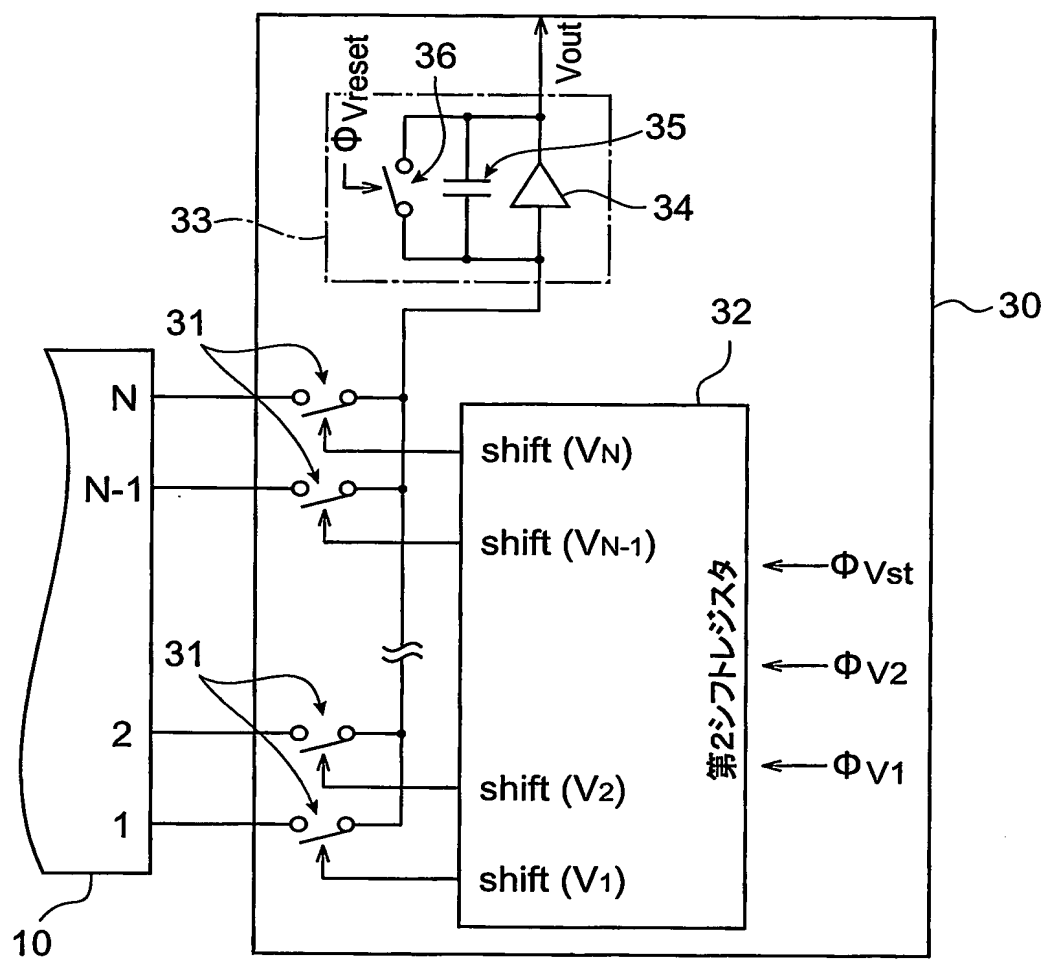 Vout
ΦVreset
36
35
34
33
30
32
31
N
shift (VN)
N-1
shift (VN-1)
第2シフトレジスタ
ΦVst
31
ΦV2
2
shift (V2)
ΦV1
1
shift (V1)
10